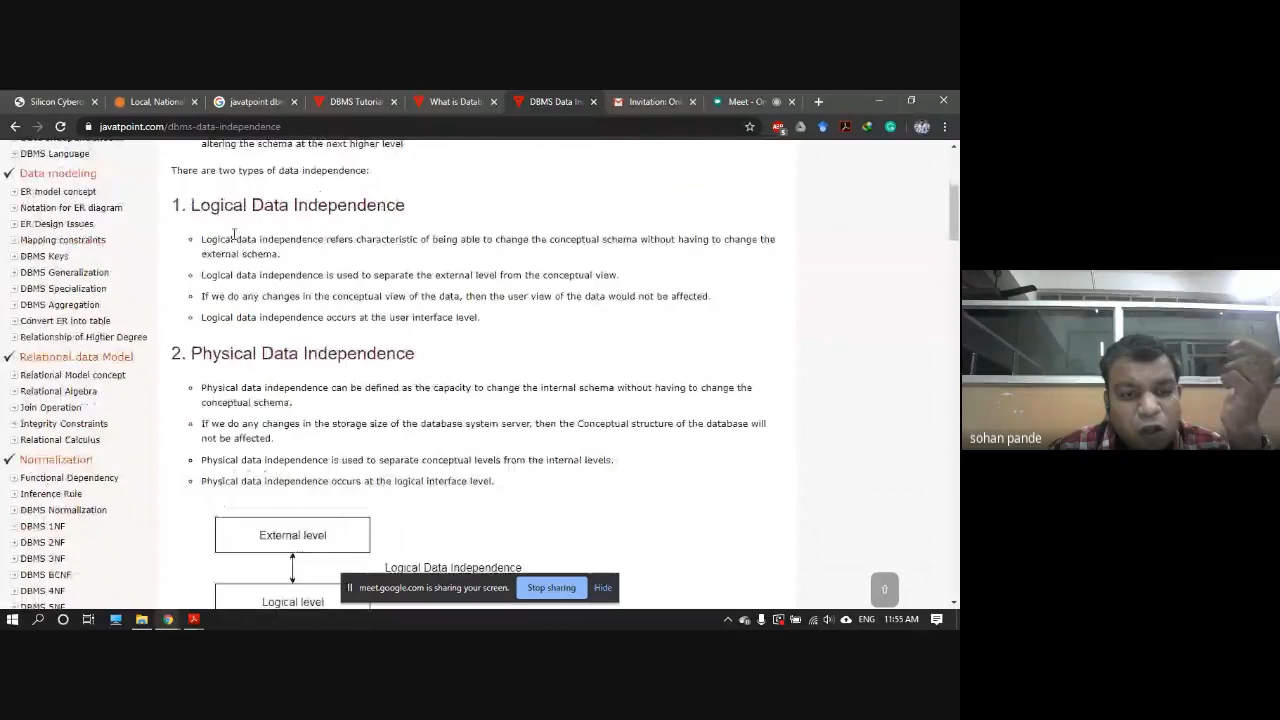 Silicon Cyberc
Local, National
javatpoint dbm
DBMS Tutoria
What is Datab
DBMS Data In
Invitation: Onl
Meet - On
javatpoint.com/dbms-data-independence
altering the schema at the next higher level
There are two types of data independence:
1. Logical Data Independence
Logical data independence refers characteristic of being able to change the conceptual schema without having to change the
external schema.
Logical data independence is used to separate the external level from the conceptual view.
If we do any changes in the conceptual view of the data, then the user view of the data would not be affected.
Logical data independence occurs at the user interface level.
2. Physical Data Independence
Physical data independence can be defined as the capacity to change the internal schema without having to change the
conceptual schema.
If we do any changes in the storage size of the database system server, then the Conceptual structure of the database will
not be affected.
Physical data independence is used to separate conceptual levels from the internal levels.
Physical data independence occurs at the logical interface level.
External level
Logical Data Independence
Logical level
DBMS Language
Data modeling
ER model concept
Notation for ER diagram
ER Design Issues
Mapping constraints
DBMS Keys
DBMS Generalization
DBMS Specialization
DBMS Aggregation
Convert ER into table
Relationship of Higher Degree
Relational data Model
Relational Model concept
Relational Algebra
Join Operation
Integrity Constraints
Relational Calculus
Normalization
Functional Dependency
Inference Rule
DBMS Normalization
DBMS 1NF
DBMS 2NF
DBMS 3NF
DBMS BCNF
DBMS 4NF
DBMS 5NF
meet.google.com is sharing your screen.
Stop sharing
Hide
ENG
11:55 AM
sohan pande